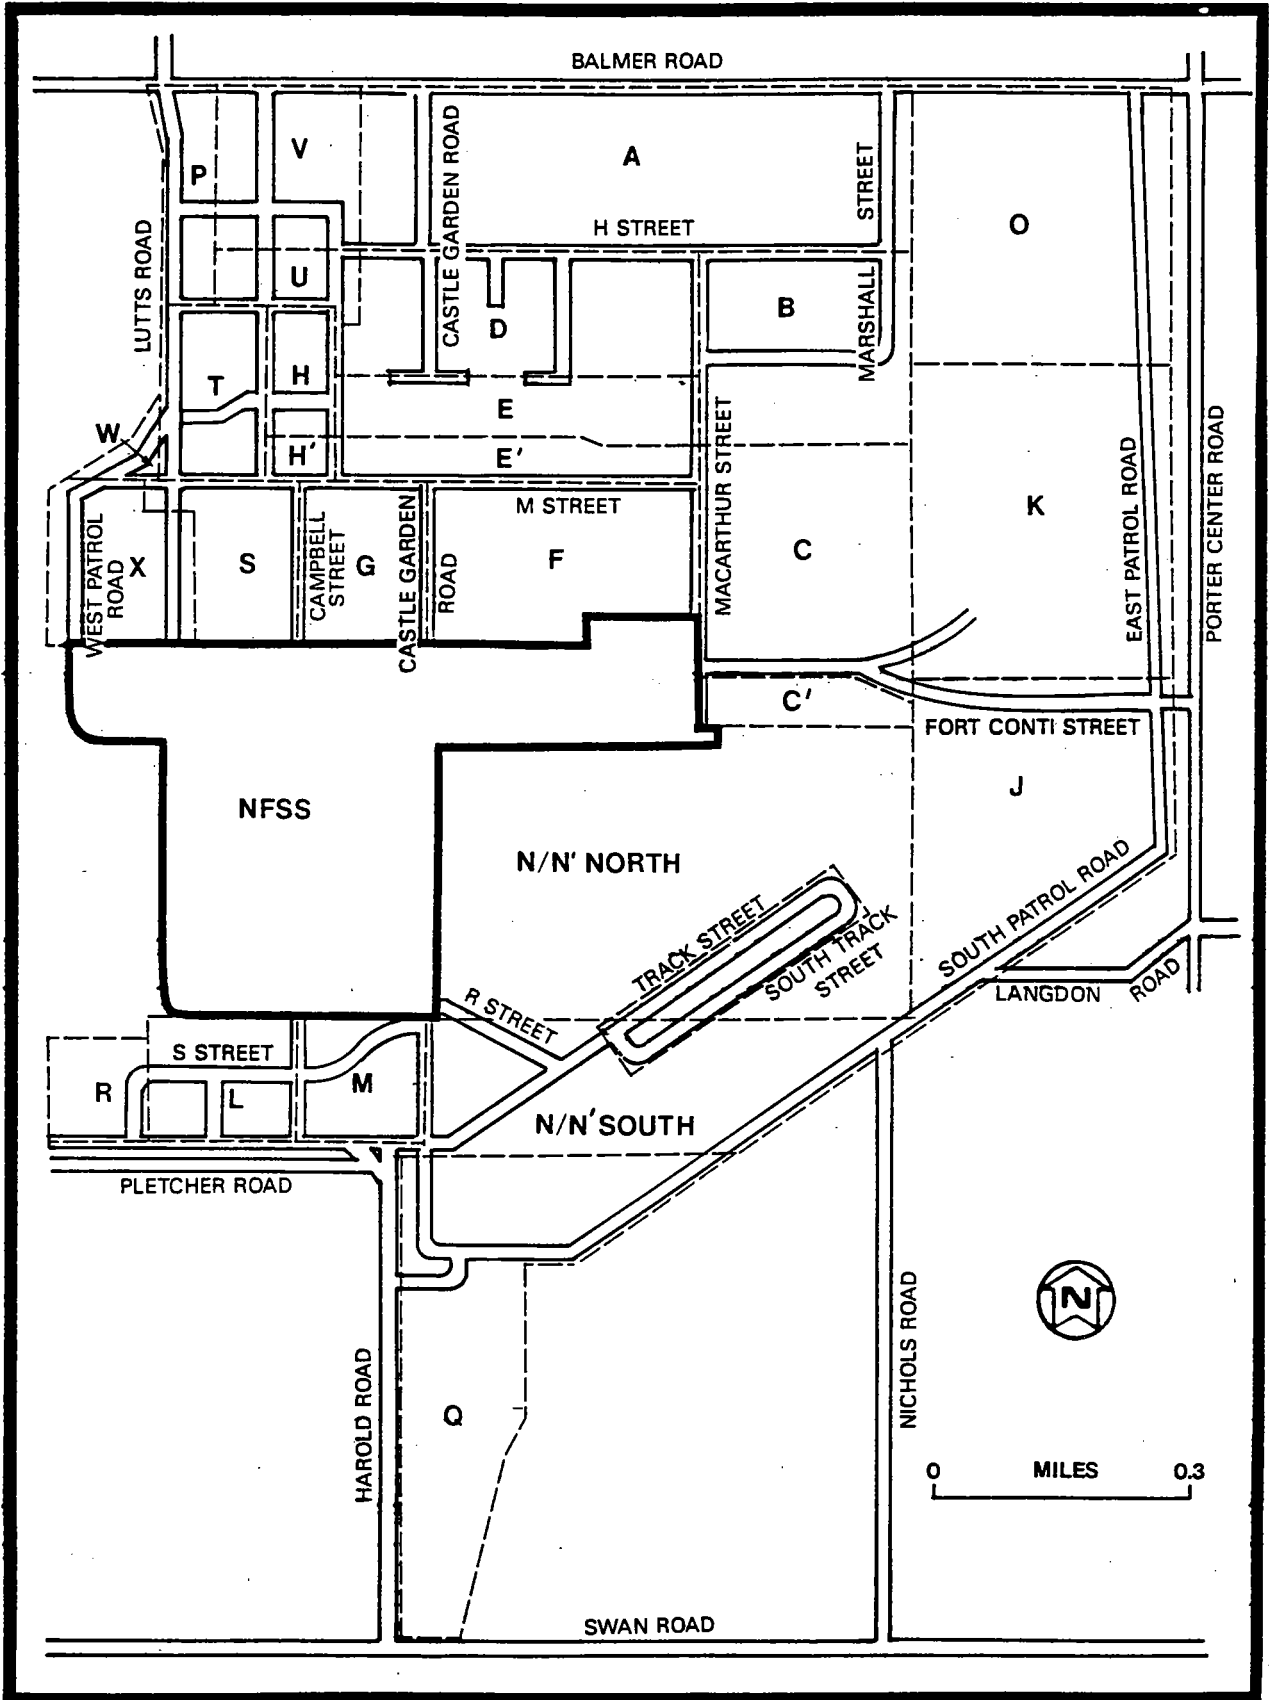 BALMER ROAD
V
P
A
CASTLE GARDEN ROAD
STREET
MARSHALL
H STREET
O
LUTTS ROAD
U
B
D
T
H
E
W
H'
E'
MACARTHUR STREET
EAST PATROL ROAD
PORTER CENTER ROAD
M STREET
K
WEST PATROL
ROAD
X
S
CAMPBELL
STREET
G
CASTLE GARDEN
ROAD
F
C
C'
FORT CONTI STREET
NFSS
J
N/N' NORTH
TRACK STREET
SOUTH TRACK
STREET
SOUTH PATROL ROAD
LANGDON ROAD
R STREET
S STREET
R
L
M
N/N' SOUTH
PLETCHER ROAD
N
HAROLD ROAD
Q
NICHOLS ROAD
0 MILES 0.3
SWAN ROAD